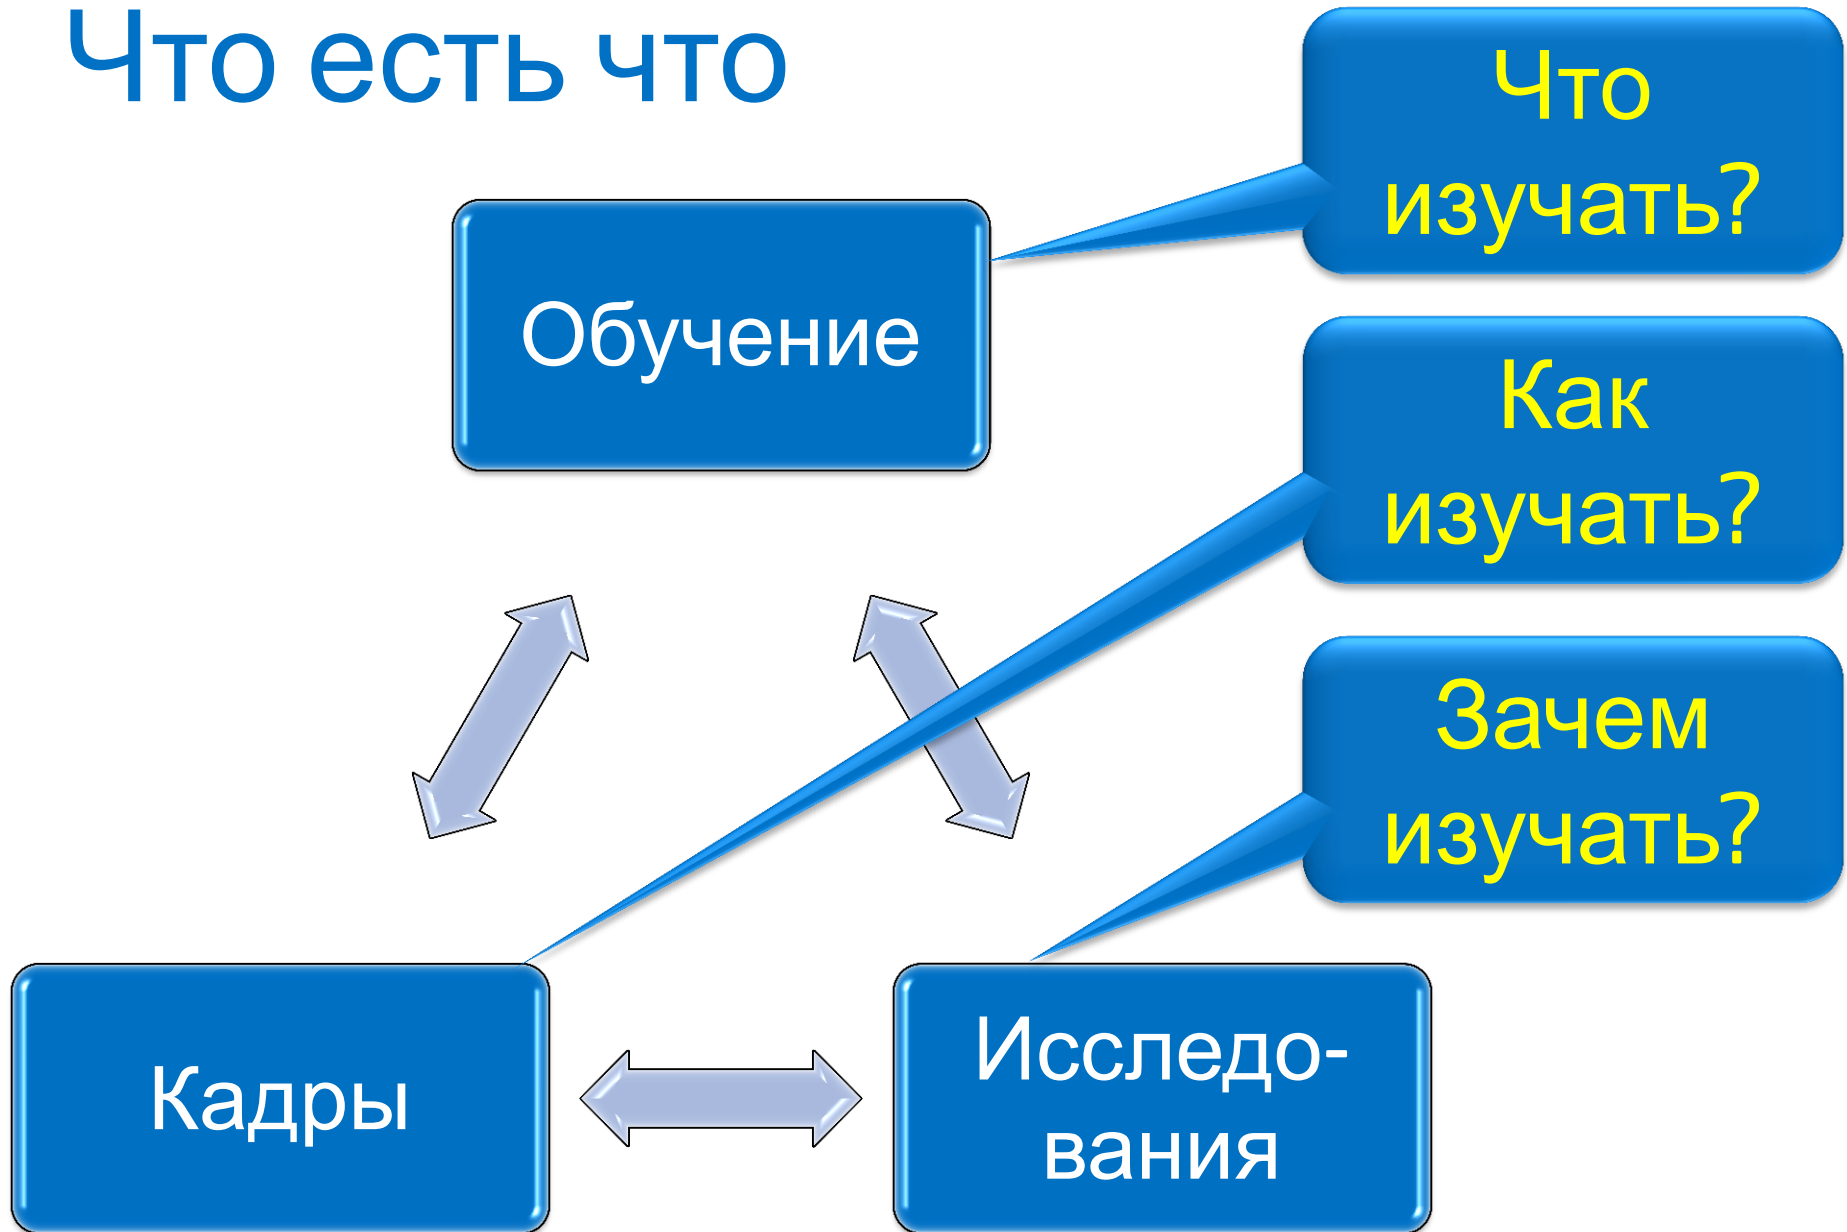 Что есть что
Что
изучать?
Обучение
Как
изучать?
Зачем
изучать?
Кадры
Исследо-
вания